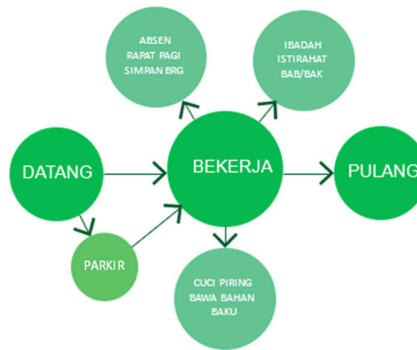 ABSEN
RAPAT PAGI
SIMPAN BRG
IBADAH
ISTIRAHAT
BAB/BAK
DATANG
BEKERJA
PULANG
PARKIR
CUCI PIRING
BAWA BAHAN
BAKU